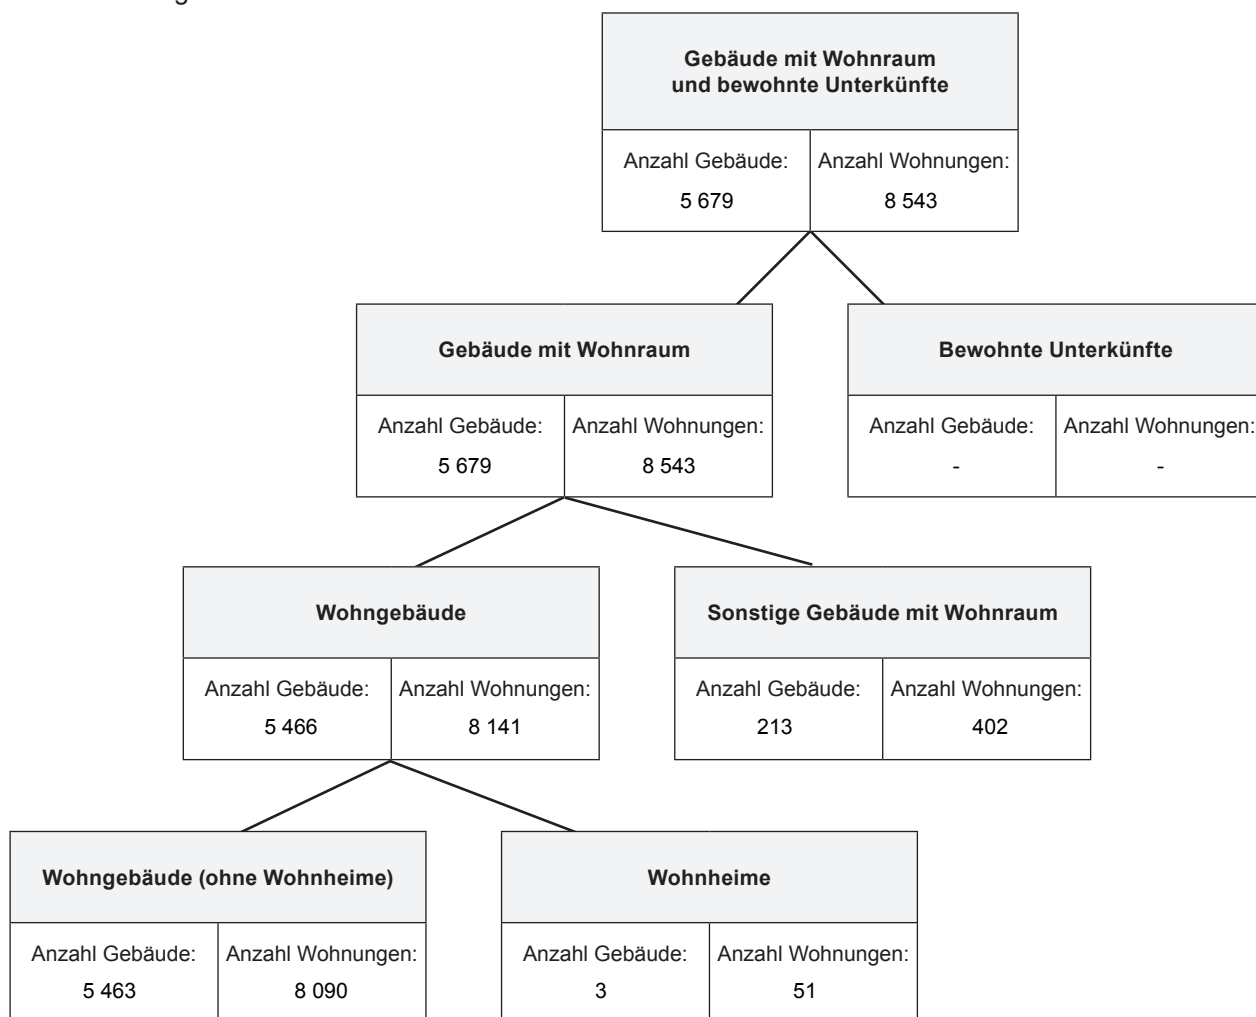 Gebäude mit Wohnraum
und bewohnte Unterkünfte
Anzahl Gebäude: Anzahl Wohnungen:
5 679 8 543
Gebäude mit Wohnraum Bewohnte Unterkünfte
Anzahl Gebäude: Anzahl Wohnungen: Anzahl Gebäude: Anzahl Wohnungen:
5 679 8 543 - -
Wohngebäude Sonstige Gebäude mit Wohnraum
Anzahl Gebäude: Anzahl Wohnungen: Anzahl Gebäude: Anzahl Wohnungen:
5 466 8 141 213 402
Wohngebäude (ohne Wohnheime) Wohnheime
Anzahl Gebäude: Anzahl Wohnungen: Anzahl Gebäude: Anzahl Wohnungen:
5 463 8 090 3 51